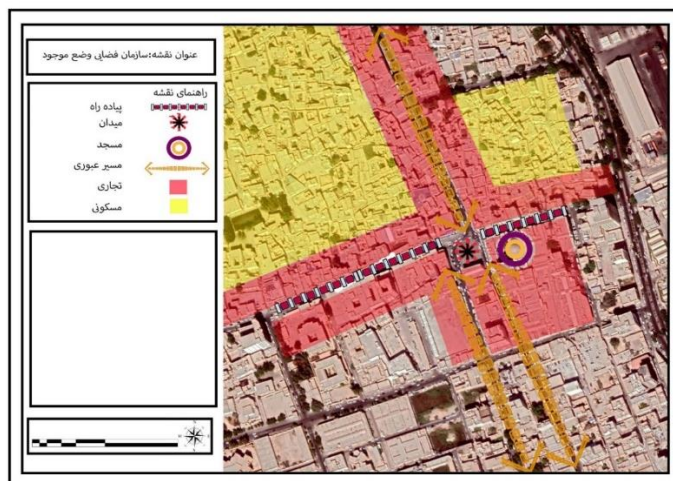 عنوان نقشه:سازمان فضایی وضع موجود
راهنمای نقشه
پیاده راه
میدان
مسجد
مسیر عبوری
تجاری
مسکونی